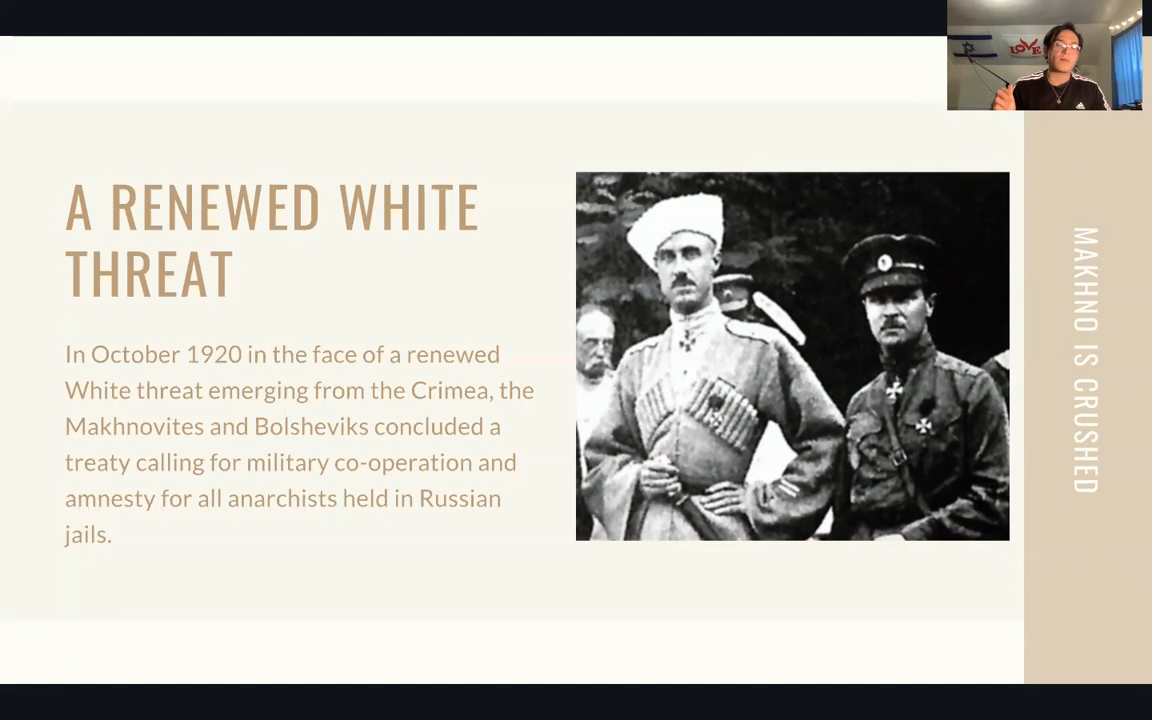 A RENEWED WHITE
THREAT
In October 1920 in the face of a renewed
White threat emerging from the Crimea, the
Makhnovites and Bolsheviks concluded a
treaty calling for military co-operation and
amnesty for all anarchists held in Russian
jails.
MAKHNO IS CRUSHED
LOVE